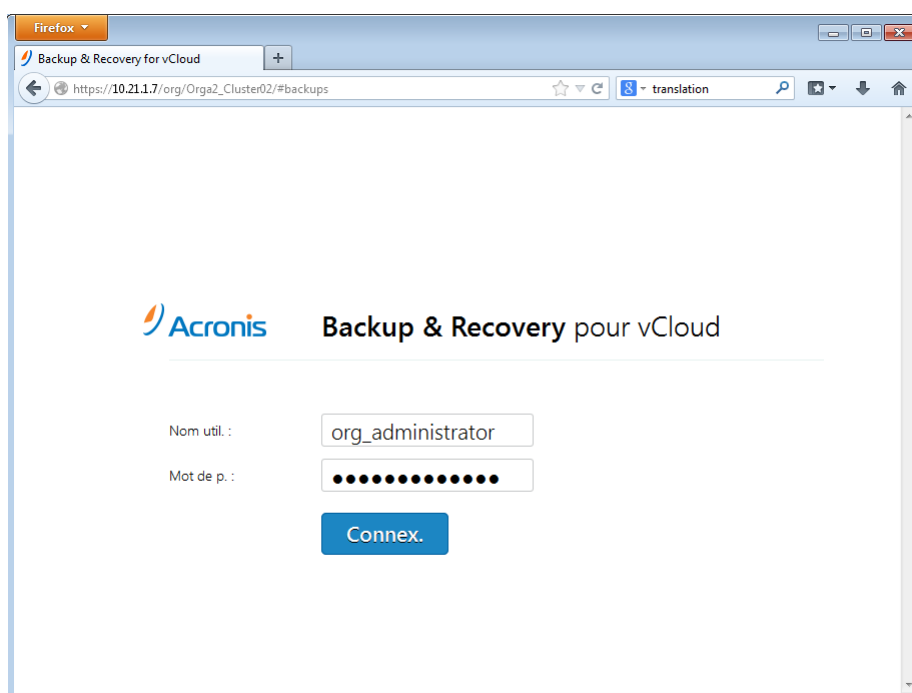 Firefox
Backup & Recovery for vCloud
https://10.21.1.7/org/Orga2_Cluster02/#backups
translation
Acronis
Backup & Recovery pour vCloud
Nom util. :
org_administrator
Mot de p. :
Connex.